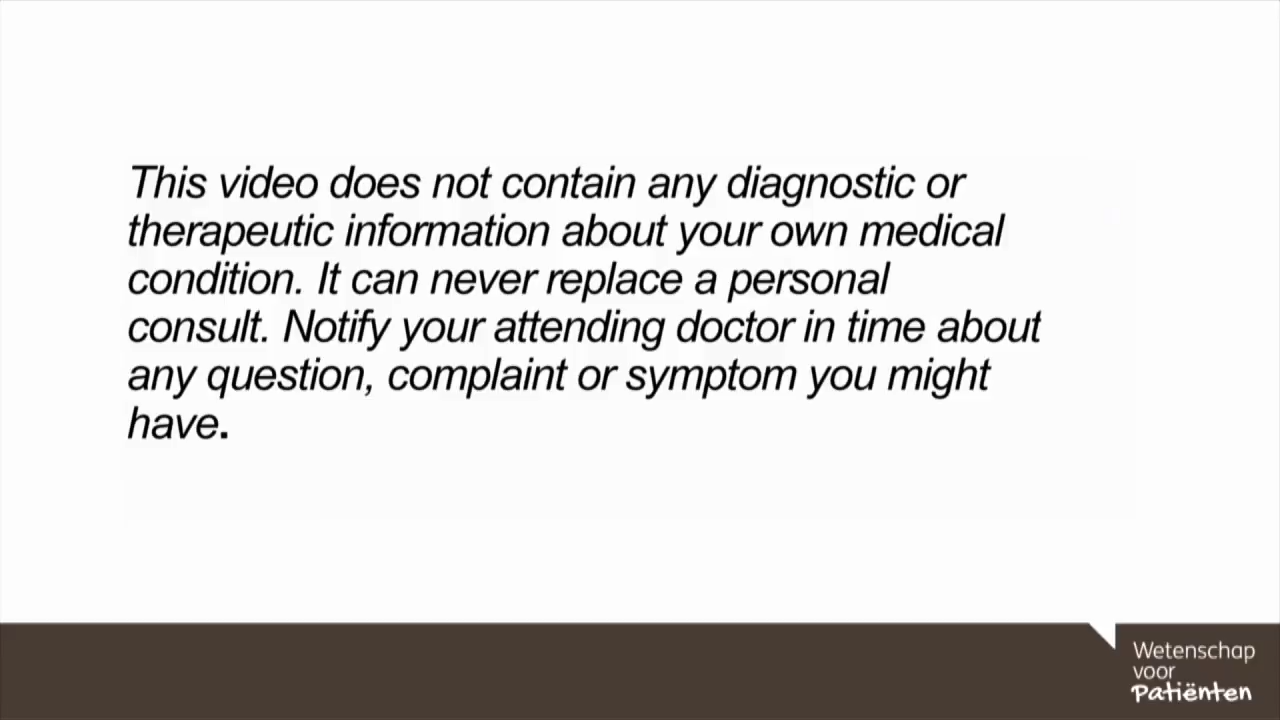 This video does not contain any diagnostic or
therapeutic information about your own medical
condition. It can never replace a personal
consult. Notify your attending doctor in time about
any question, complaint or symptom you might
have.
Wetenschap
voor
Patiënten